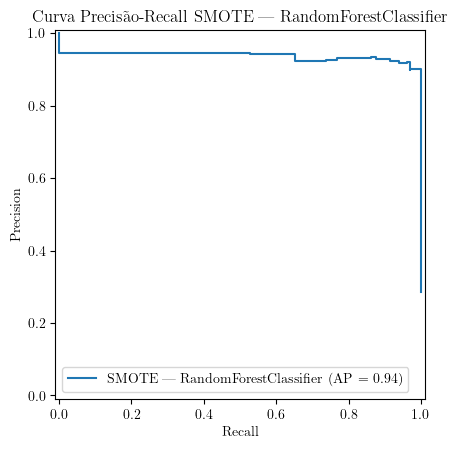 Curva Precisão-Recall SMOTE — RandomForestClassifier
1.0
0.8
0.6
0.4
0.2
0.0
Precision
SMOTE — RandomForestClassifier (AP = 0.94)
0.0 0.2 0.4 0.6 0.8 1.0
Recall